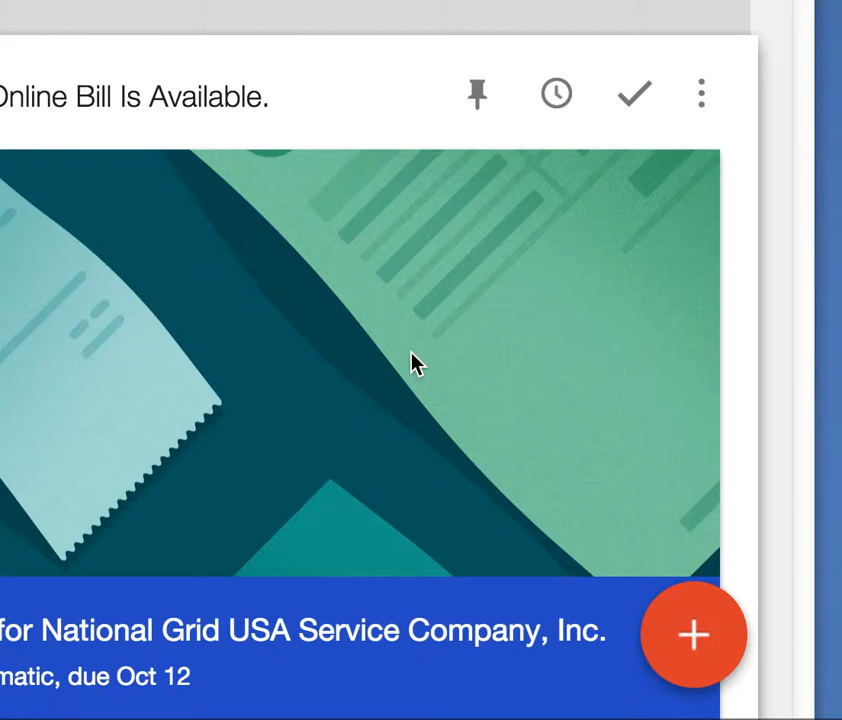 Online Bill Is Available.
for National Grid USA Service Company, Inc.
matic, due Oct 12